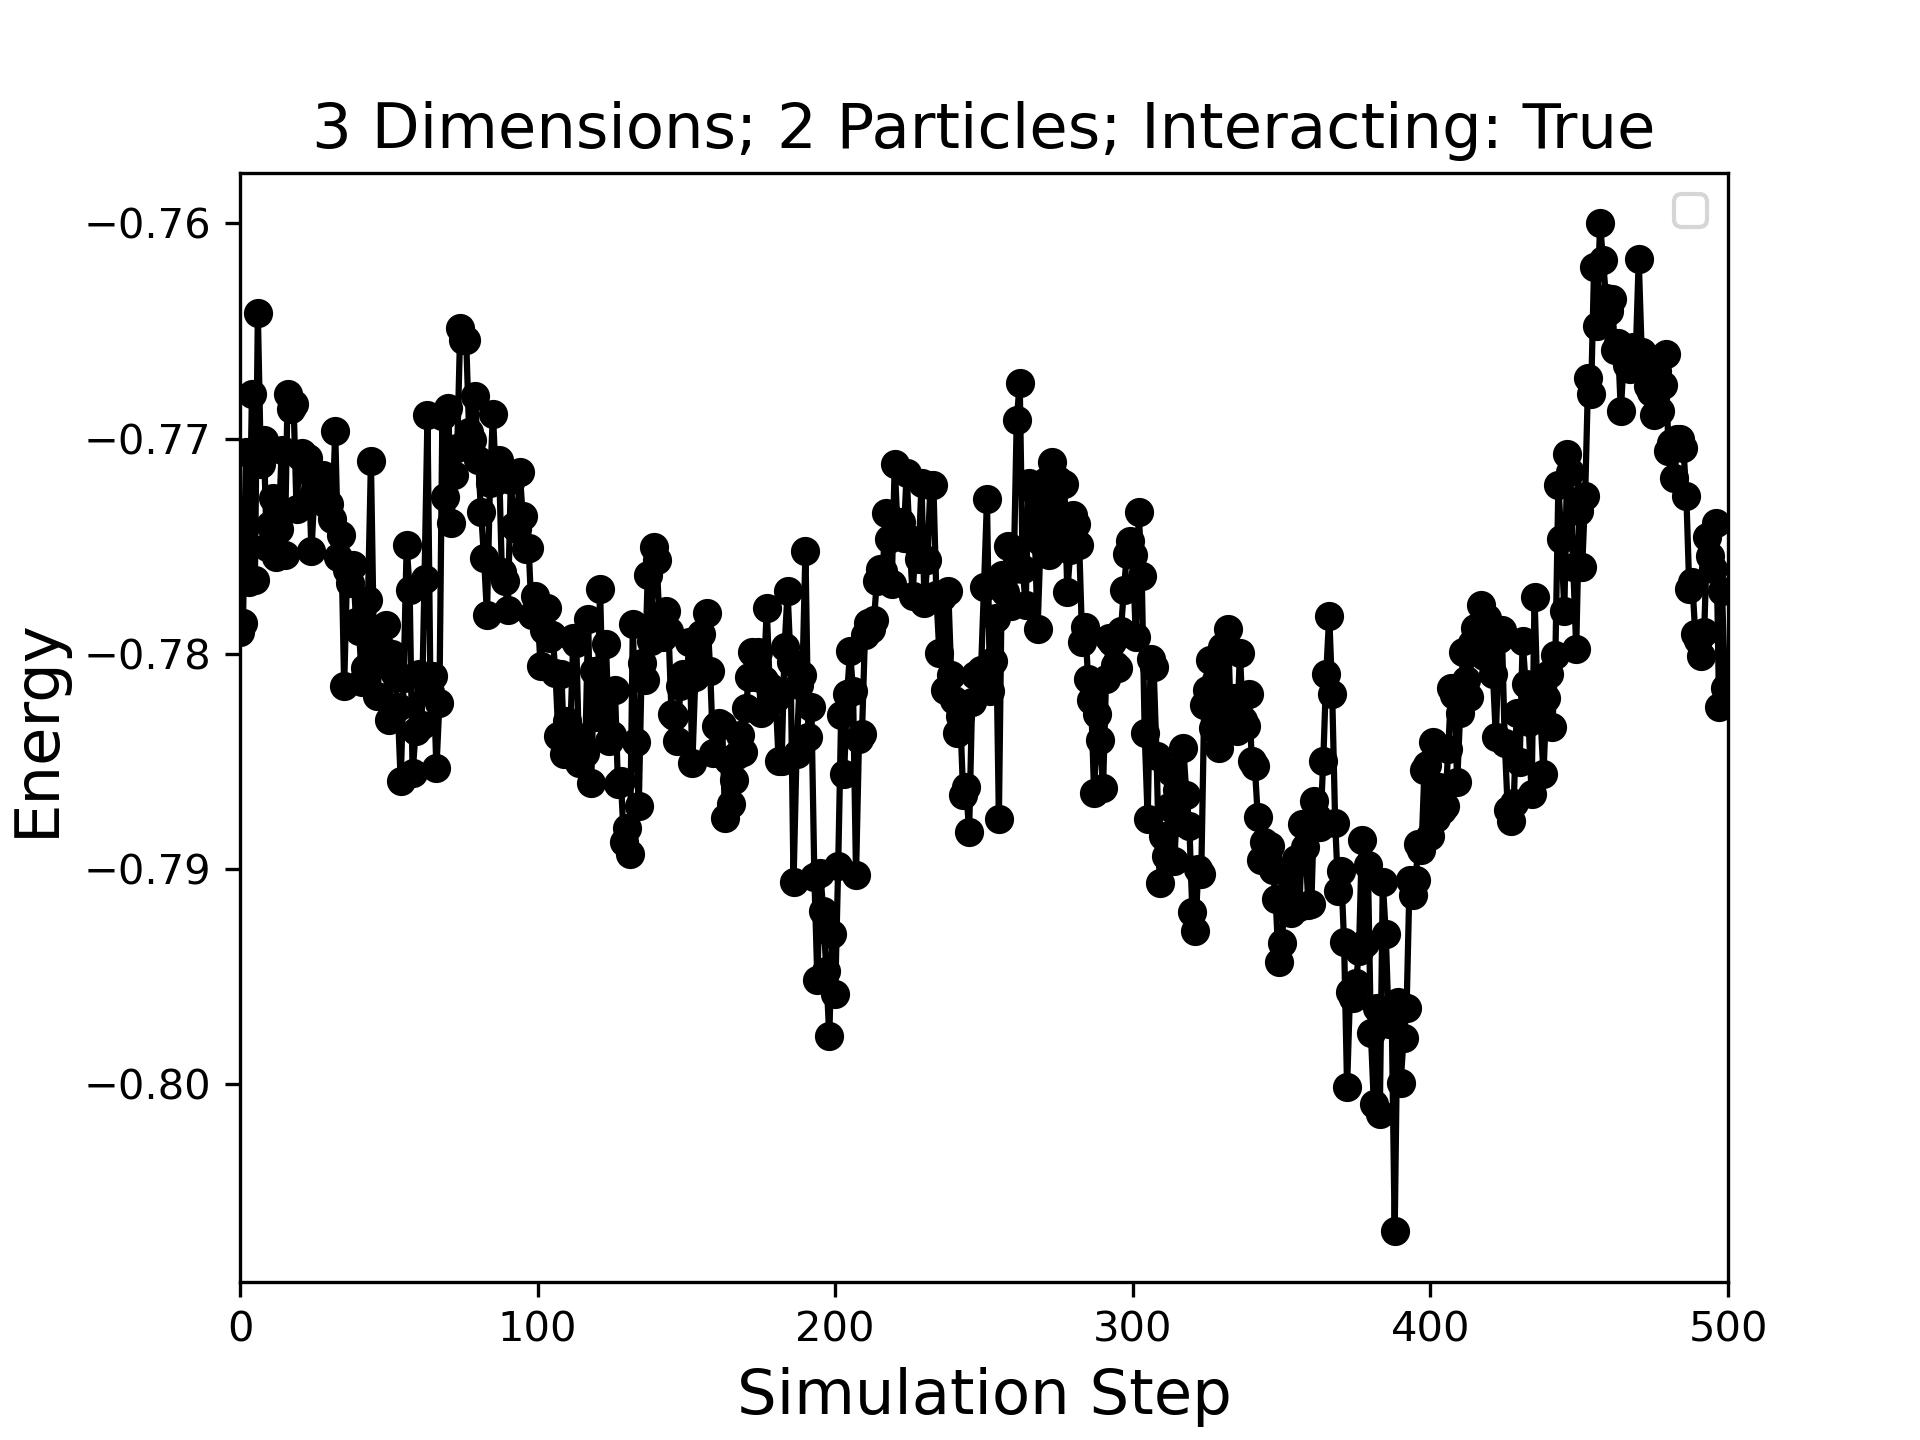 3 Dimensions; 2 Particles; Interacting: True
−0.76
−0.77
−0.78
−0.79
−0.80
Energy
0 100 200 300 400 500
Simulation Step